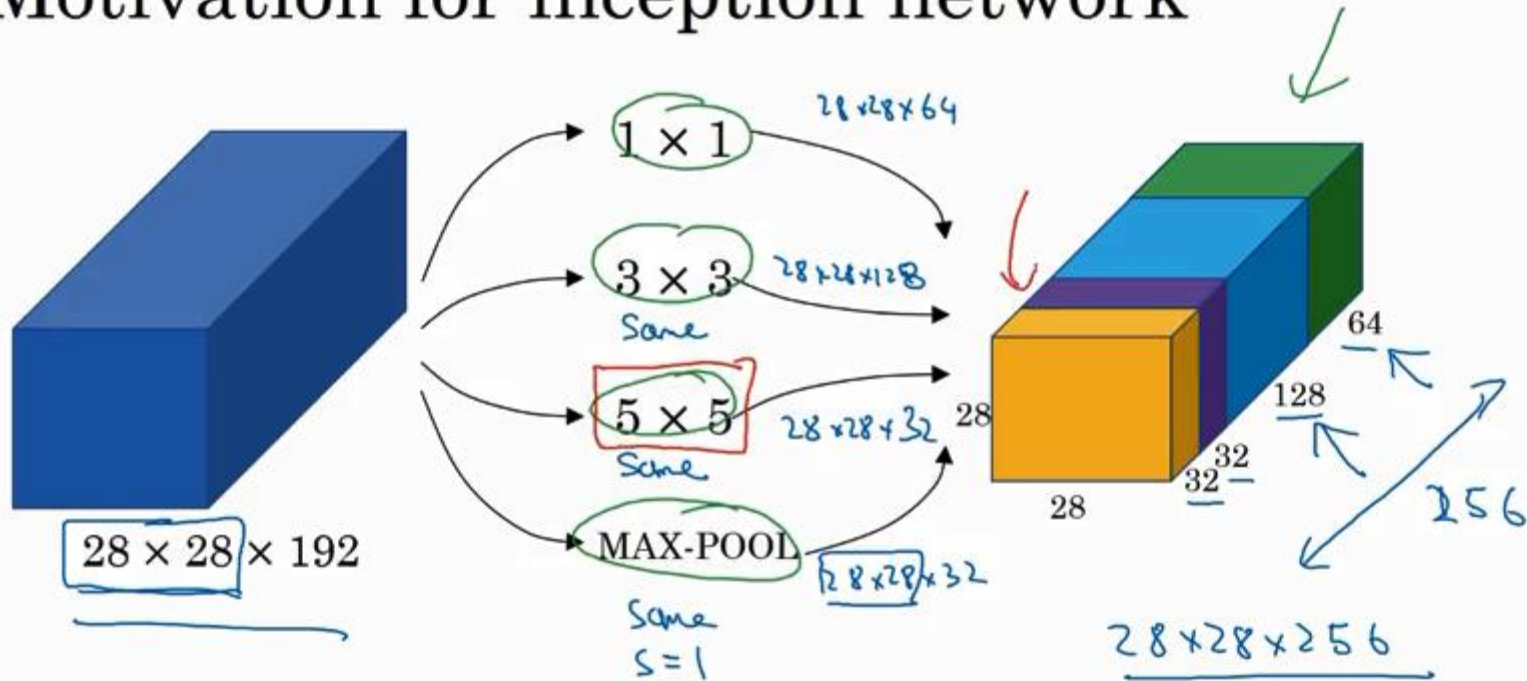 Motivation for inception network
1 × 1
28×28×64
3 × 3
28×28×128
Same
5 × 5
28×28×32
Same
MAX-POOL
28×28×32
Same
s=1
28 × 28 × 192
28
28
32
32
128
64
256
28×28×256